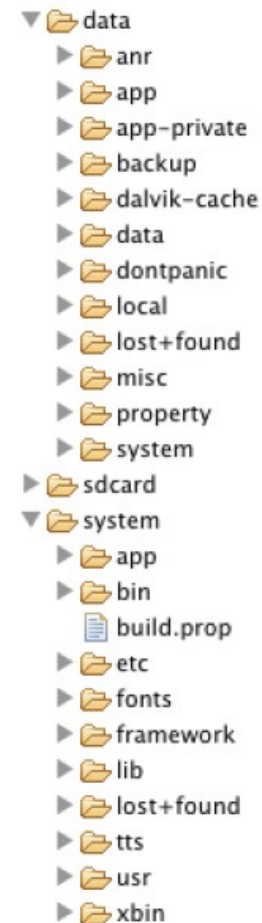 data
anr
app
app-private
backup
dalvik-cache
data
dontpanic
local
lost+found
misc
property
system
sdcard
system
app
bin
build.prop
etc
fonts
framework
lib
lost+found
tts
usr
xbin